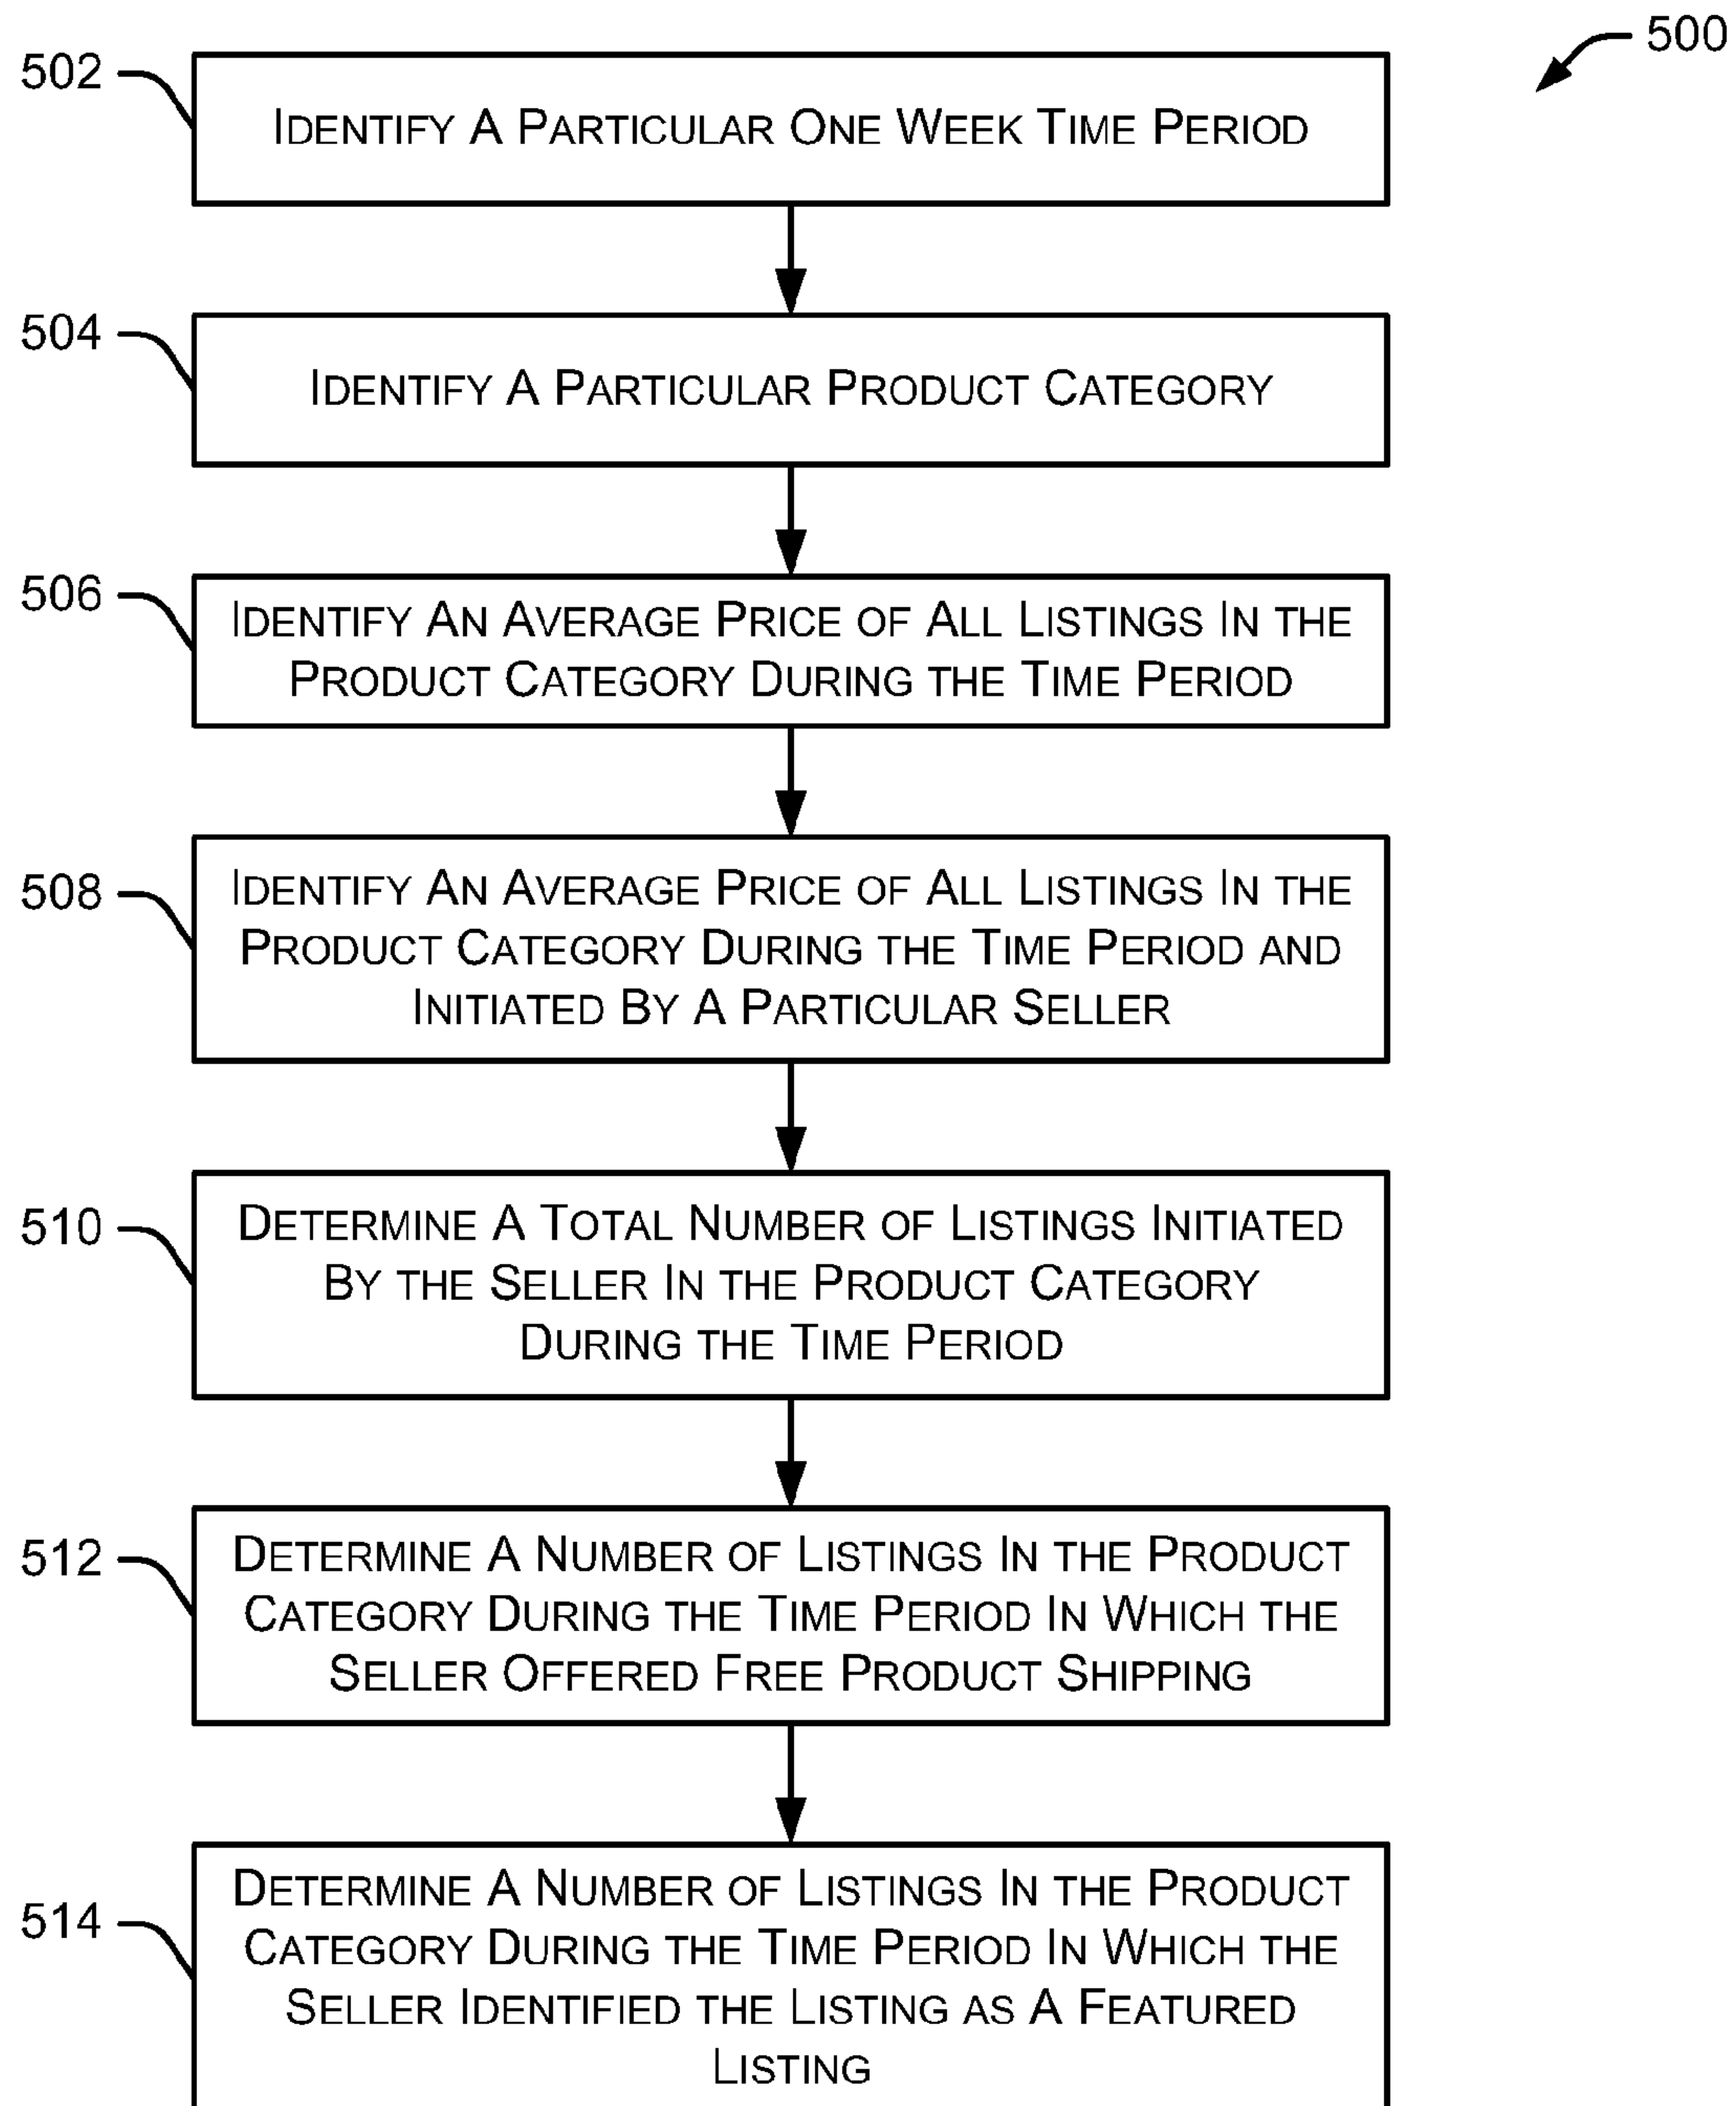 500
502
IDENTIFY A PARTICULAR ONE WEEK TIME PERIOD
504
IDENTIFY A PARTICULAR PRODUCT CATEGORY
506
IDENTIFY AN AVERAGE PRICE OF ALL LISTINGS IN THE
PRODUCT CATEGORY DURING THE TIME PERIOD
508
IDENTIFY AN AVERAGE PRICE OF ALL LISTINGS IN THE
PRODUCT CATEGORY DURING THE TIME PERIOD AND
INITIATED BY A PARTICULAR SELLER
510
DETERMINE A TOTAL NUMBER OF LISTINGS INITIATED
BY THE SELLER IN THE PRODUCT CATEGORY
DURING THE TIME PERIOD
512
DETERMINE A NUMBER OF LISTINGS IN THE PRODUCT
CATEGORY DURING THE TIME PERIOD IN WHICH THE
SELLER OFFERED FREE PRODUCT SHIPPING
514
DETERMINE A NUMBER OF LISTINGS IN THE PRODUCT
CATEGORY DURING THE TIME PERIOD IN WHICH THE
SELLER IDENTIFIED THE LISTING AS A FEATURED
LISTING